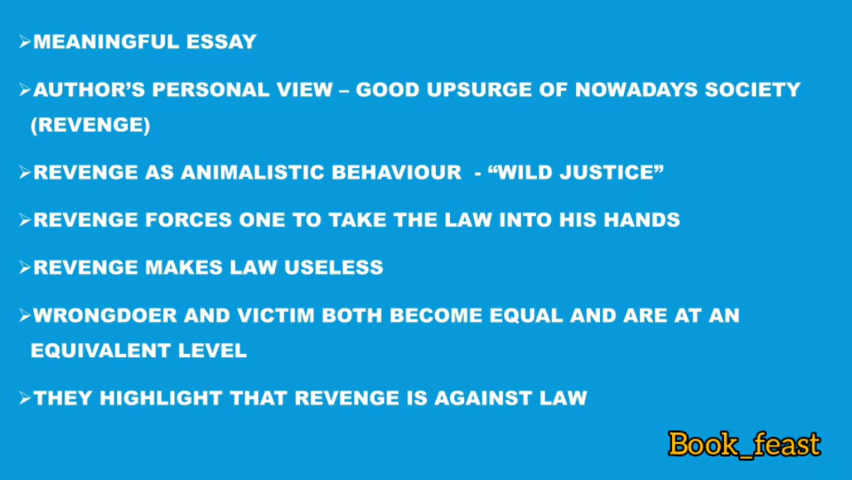 ➢MEANINGFUL ESSAY
➢AUTHOR’S PERSONAL VIEW – GOOD UPSURGE OF NOWADAYS SOCIETY
(REVENGE)
➢REVENGE AS ANIMALISTIC BEHAVIOUR - “WILD JUSTICE”
➢REVENGE FORCES ONE TO TAKE THE LAW INTO HIS HANDS
➢REVENGE MAKES LAW USELESS
➢WRONGDOER AND VICTIM BOTH BECOME EQUAL AND ARE AT AN
EQUIVALENT LEVEL
➢THEY HIGHLIGHT THAT REVENGE IS AGAINST LAW
Book_feast